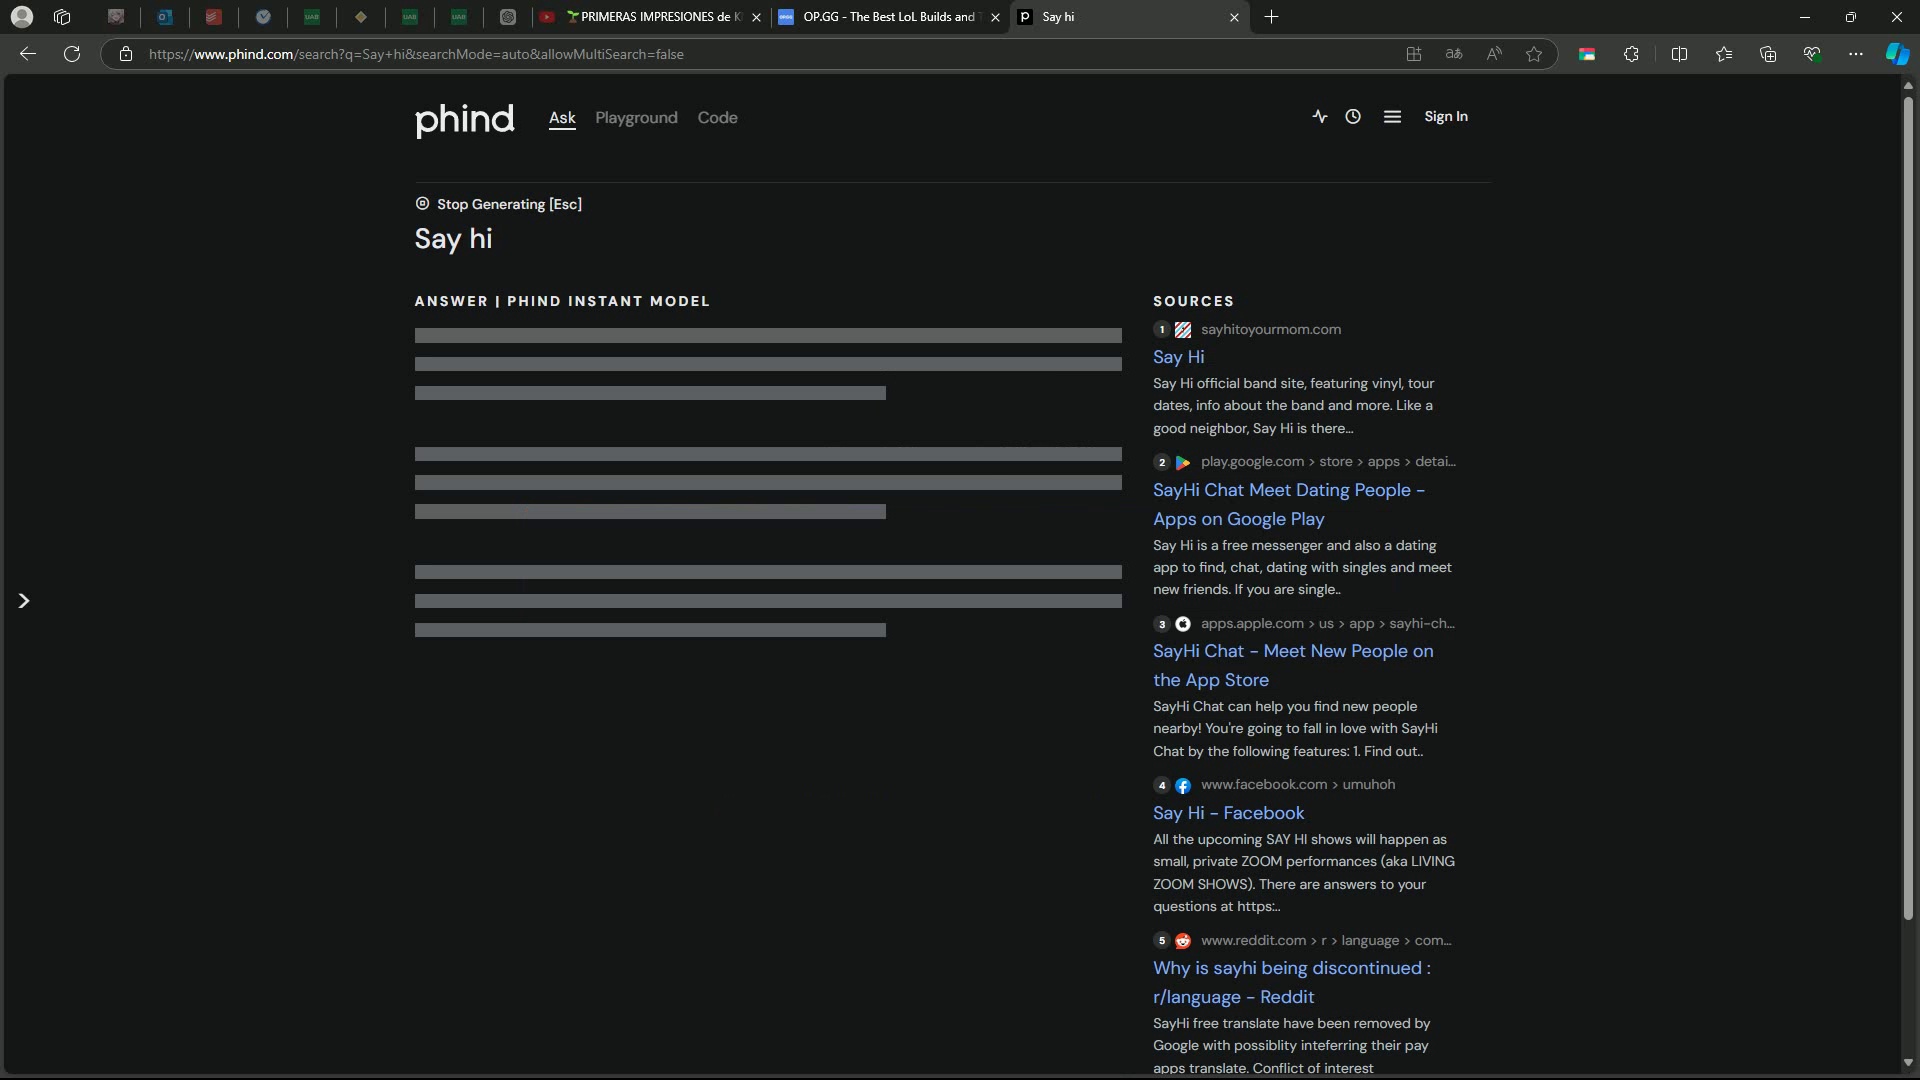 PRIMERAS IMPRESIONES de K
OP.GG - The Best LoL Builds and T
Say hi
https://www.phind.com/search?q=Say+hi&searchMode=auto&allowMultiSearch=false
phind
Ask
Playground
Code
Sign In
Stop Generating [Esc]
Say hi
ANSWER | PHIND INSTANT MODEL
SOURCES
1 sayhitoyourmom.com
Say Hi
Say Hi official band site, featuring vinyl, tour
dates, info about the band and more. Like a
good neighbor, Say Hi is there...
2 play.google.com > store > apps > detai...
SayHi Chat Meet Dating People -
Apps on Google Play
Say Hi is a free messenger and also a dating
app to find, chat, dating with singles and meet
new friends. If you are single..
3 apps.apple.com > us > app > sayhi-ch...
SayHi Chat - Meet New People on
the App Store
SayHi Chat can help you find new people
nearby! You're going to fall in love with SayHi
Chat by the following features: 1. Find out..
4 www.facebook.com > umuhoh
Say Hi - Facebook
All the upcoming SAY HI shows will happen as
small, private ZOOM performances (aka LIVING
ZOOM SHOWS). There are answers to your
questions at https:..
5 www.reddit.com > r > language > com...
Why is sayhi being discontinued :
r/language - Reddit
SayHi free translate have been removed by
Google with possiblity inteferring their pay
apps translate. Conflict of interest